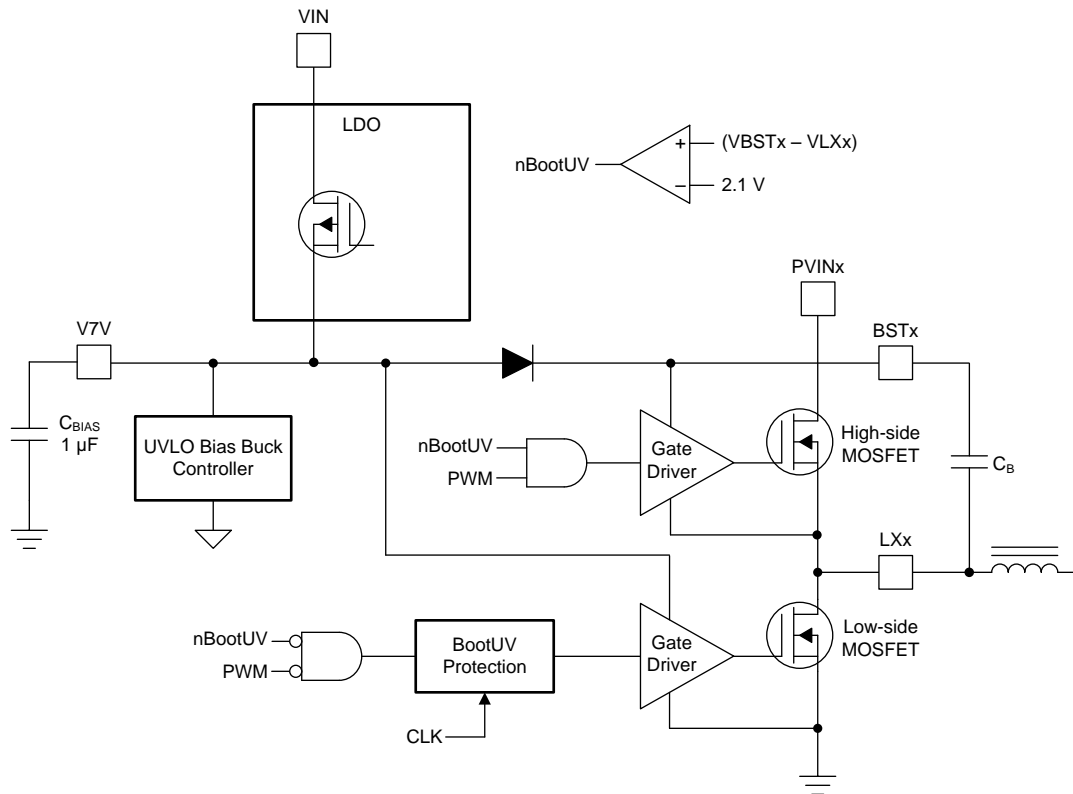 VIN
LDO
nBootUV
+
(VBSTx – VLXx)
–
2.1 V
PVINx
V7V
BSTx
CBIAS
1 µF
UVLO Bias Buck
Controller
nBootUV
PWM
Gate
Driver
High-side
MOSFET
CB
LXx
nBootUV
PWM
BootUV
Protection
Gate
Driver
Low-side
MOSFET
CLK